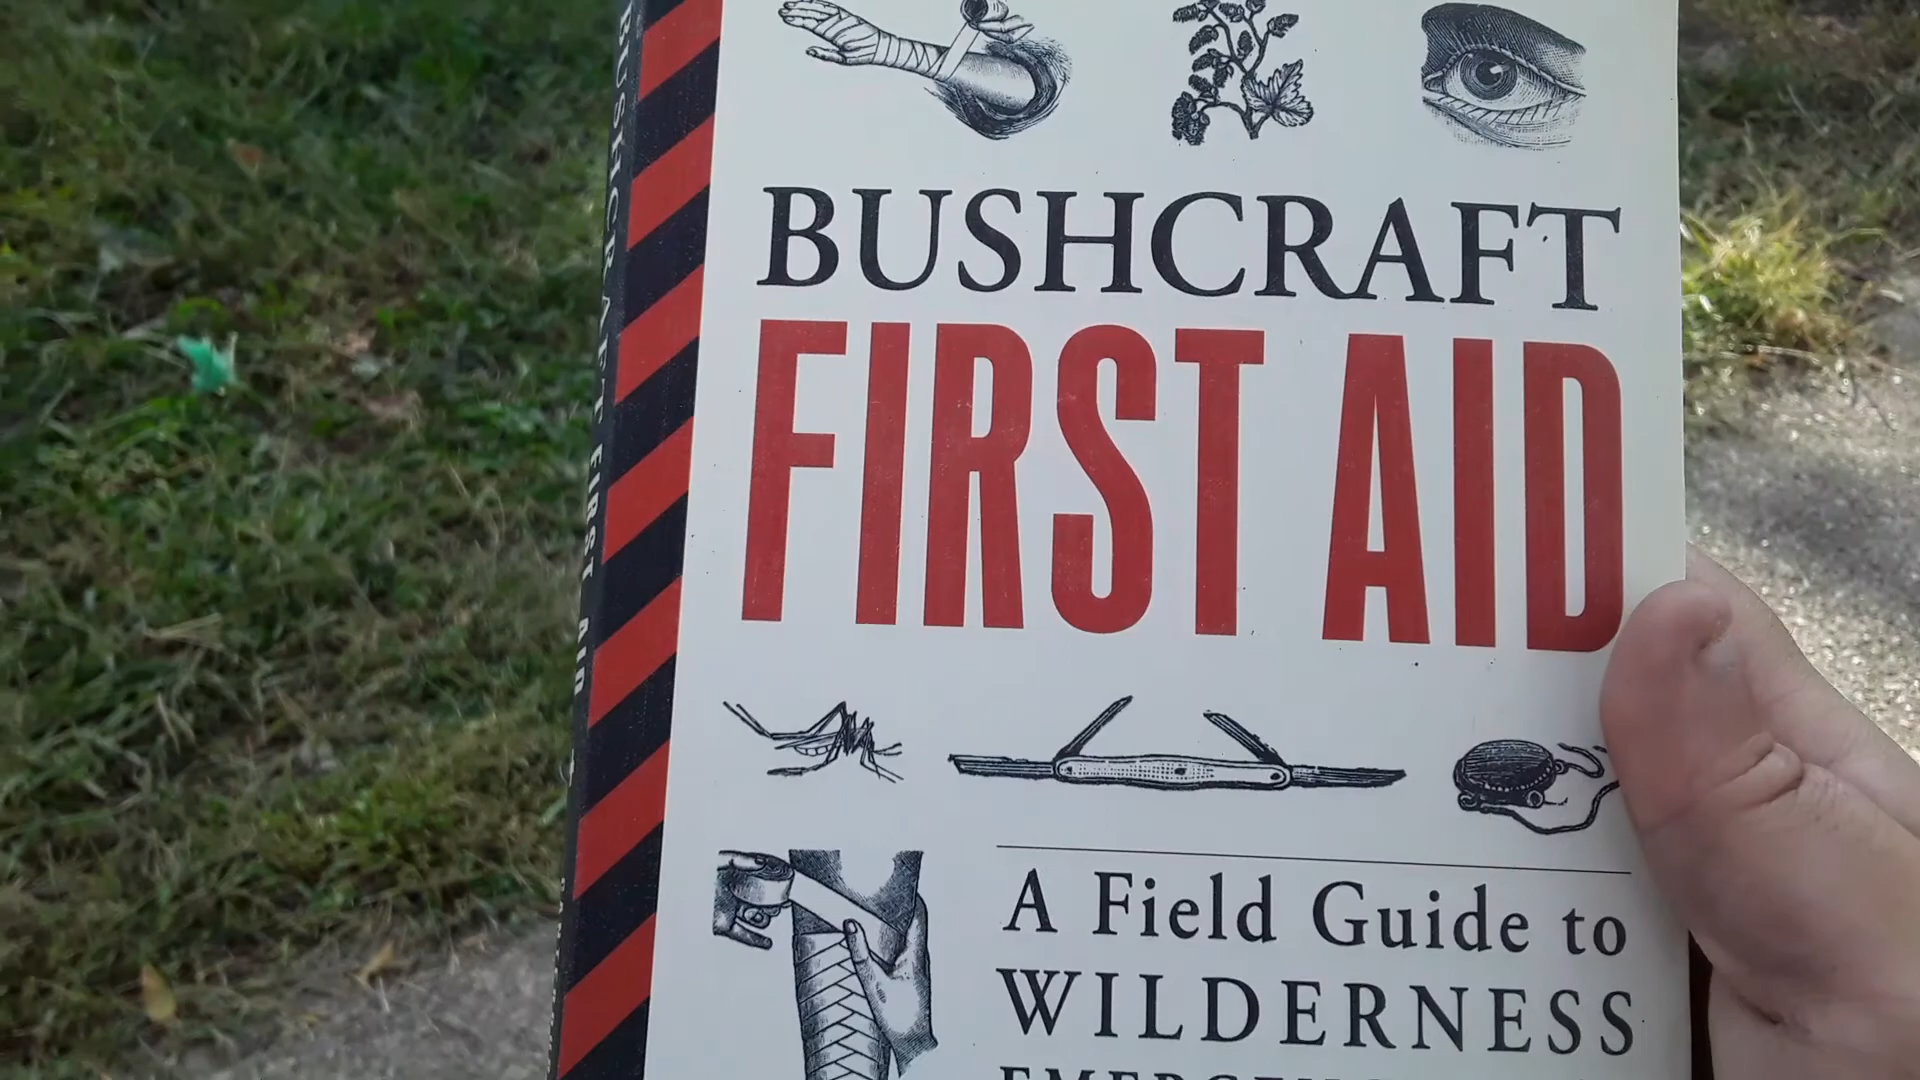 BUSHCRAFT
FIRST AID
A Field Guide to
WILDERNESS
BUSHCRAFT FIRST AID